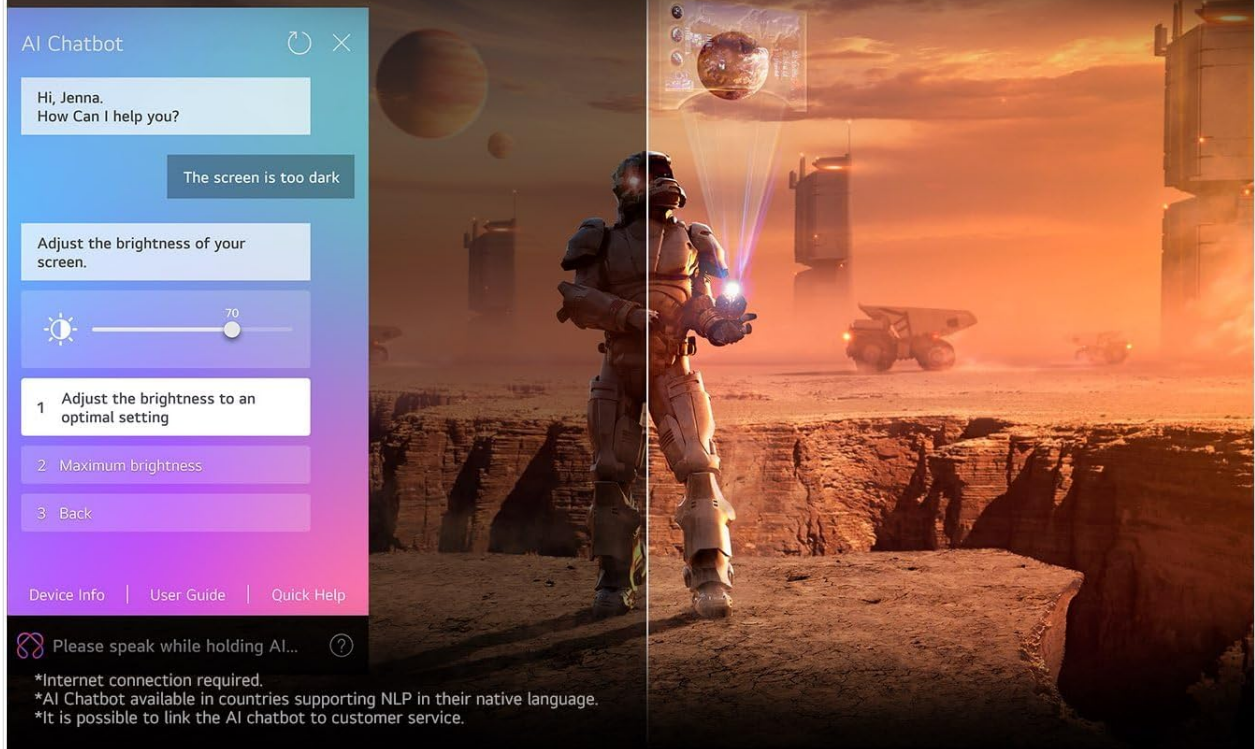 AI Chatbot
Hi, Jenna.
How Can I help you?
The screen is too dark
Adjust the brightness of your
screen.
70
1 Adjust the brightness to an
optimal setting
2 Maximum brightness
3 Back
Device Info | User Guide | Quick Help
Please speak while holding AI...
?
*Internet connection required.
*AI Chatbot available in countries supporting NLP in their native language.
*It is possible to link the AI chatbot to customer service.